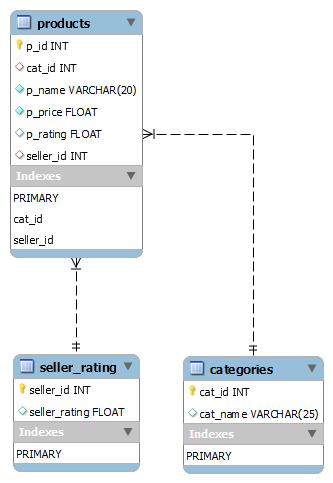 products
p_id INT
cat_id INT
p_name VARCHAR(20)
p_price FLOAT
p_rating FLOAT
seller_id INT
Indexes
PRIMARY
cat_id
seller_id
seller_rating
seller_id INT
seller_rating FLOAT
Indexes
PRIMARY
categories
cat_id INT
cat_name VARCHAR(25)
Indexes
PRIMARY